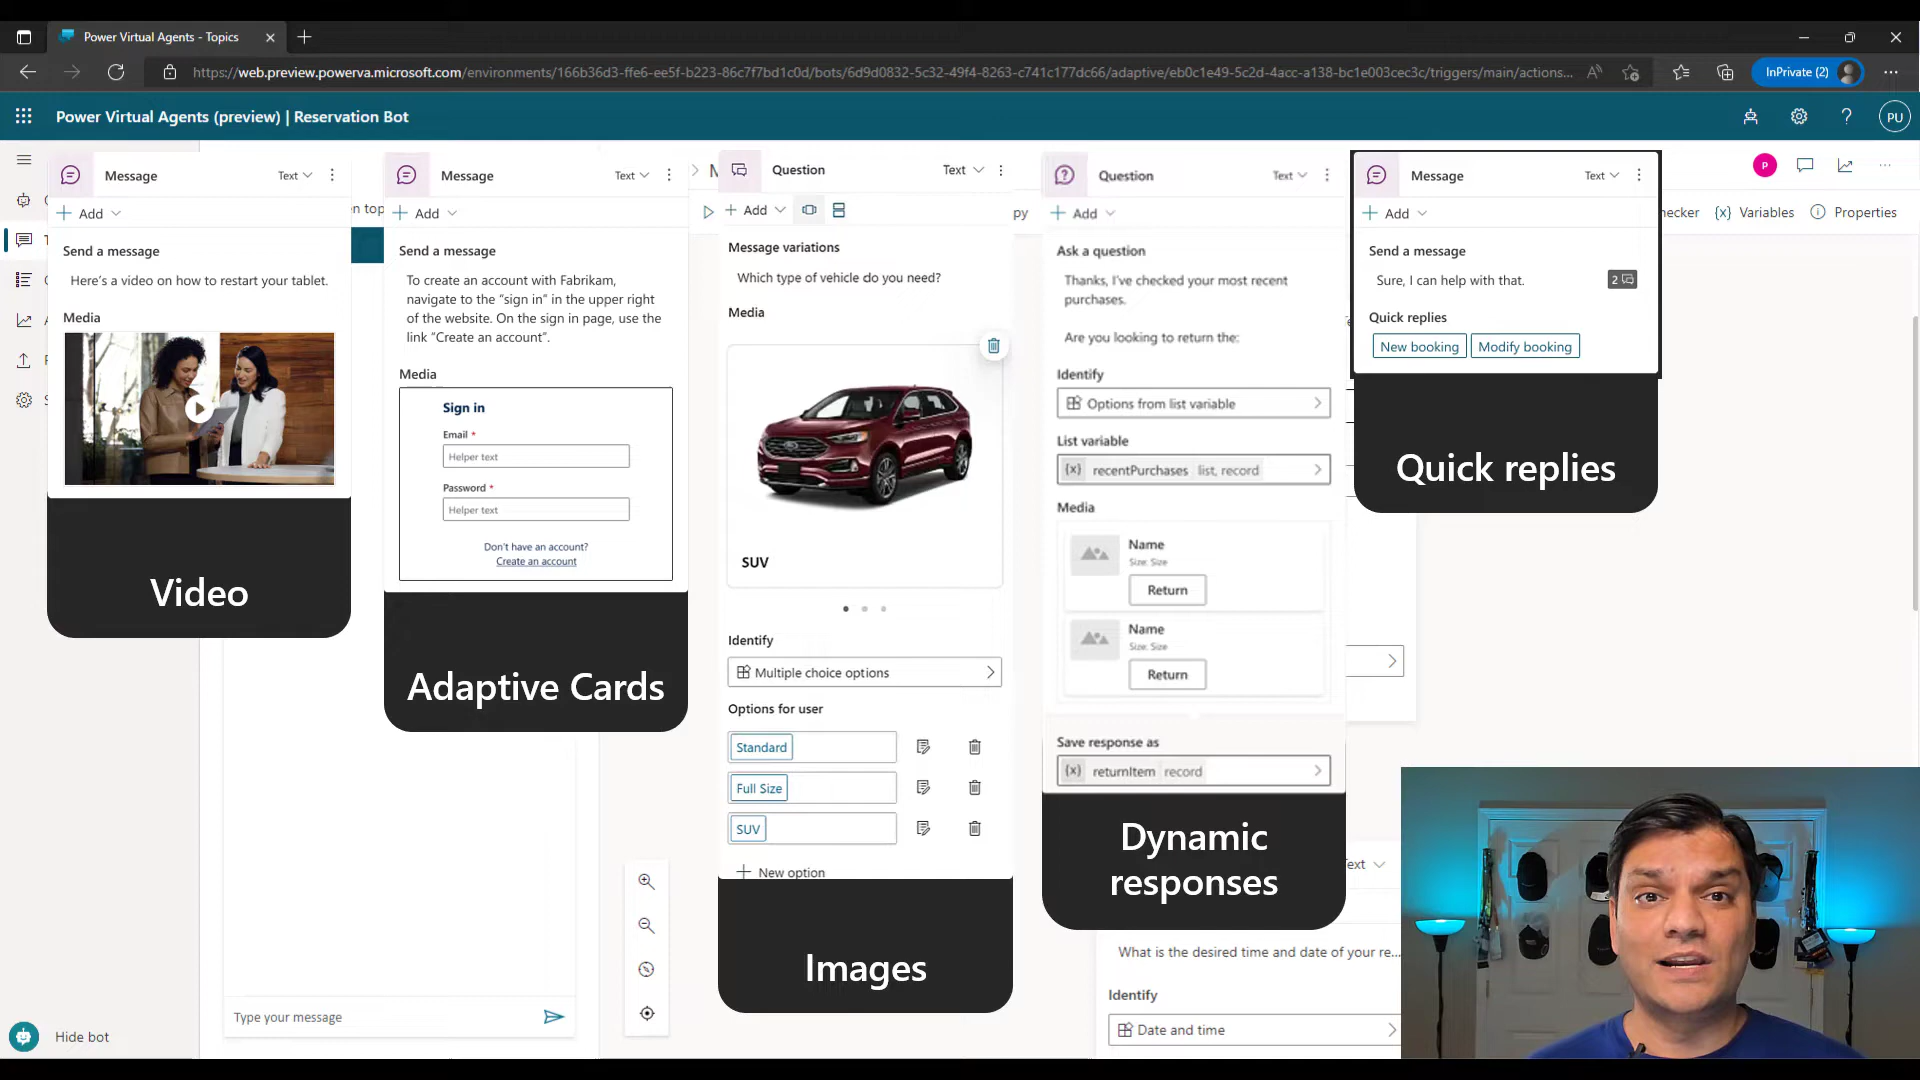 Power Virtual Agents - Topics
https://web.preview.powerva.microsoft.com/environments/166b36d3-ffe6-ee5f-b223-86c7f7bd1c0d/bots/6d9d0832-5c32-49f4-8263-c741c177dc66/adaptive/eb0c1e49-5c2d-4acc-a138-bc1e003cec3c/triggers/main/actions...
InPrivate (2)
Power Virtual Agents (preview) | Reservation Bot
PU
P
Variables
Properties
Message
Text
Add
Send a message
Here's a video on how to restart your tablet.
Media
Video
Message
Text
Add
Send a message
To create an account with Fabrikam,
navigate to the "sign in" in the upper right
of the website. On the sign in page, use the
link "Create an account".
Media
Sign in
Email *
Helper text
Password *
Helper text
Don't have an account?
Create an account
Adaptive Cards
Question
Text
Add
Message variations
Which type of vehicle do you need?
Media
SUV
Identify
Multiple choice options
Options for user
Standard
Full Size
SUV
New option
Images
Question
Text
Add
Ask a question
Thanks, I've checked your most recent
purchases.
Are you looking to return the:
Identify
Options from list variable
List variable
{x} recentPurchases list, record
Media
Name
Size: Size
Return
Name
Size: Size
Return
Save response as
{x} returnItem record
Dynamic
responses
Message
Text
Add
Send a message
Sure, I can help with that.
2
Quick replies
New booking
Modify booking
Quick replies
What is the desired time and date of your re...
Identify
Date and time
Type your message
Hide bot